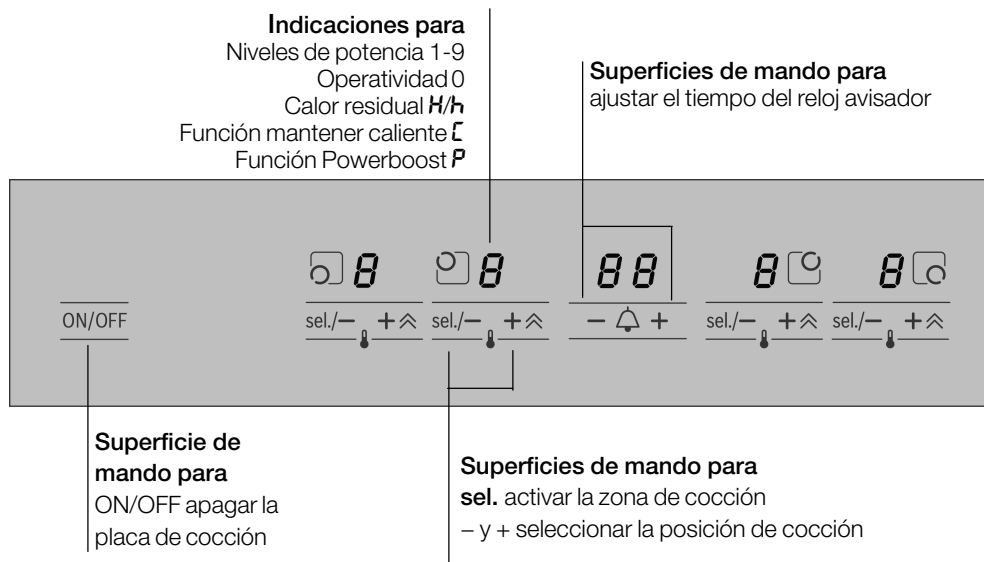 Indicaciones para
Niveles de potencia 1-9
Operatividad 0
Calor residual H/h
Función mantener caliente C
Función Powerboost P
Superficies de mando para
ajustar el tiempo del reloj avisador
8 8 8 8 8 8
ON/OFF sel./− + sel./− + − + sel./− + sel./− +
Superficie de
mando para
ON/OFF apagar la
placa de cocción
Superficies de mando para
sel. activar la zona de cocción
− y + seleccionar la posición de cocción